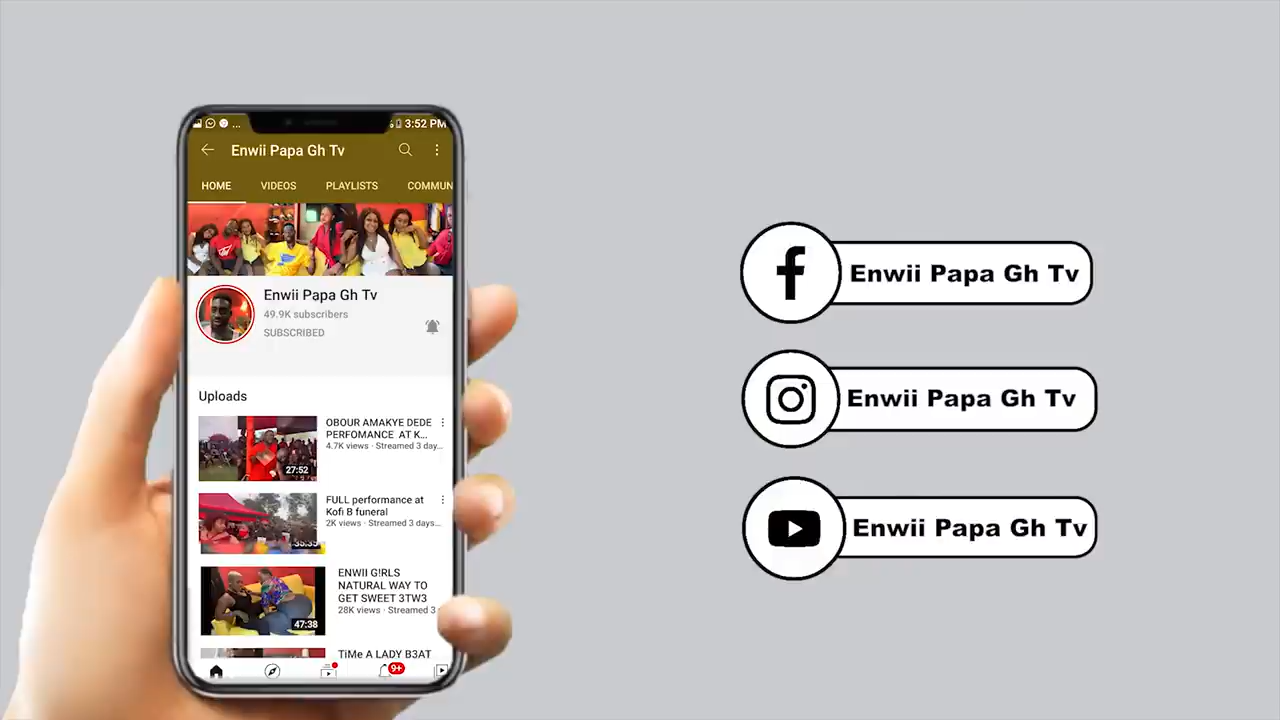 ... 3:52 PM
Enwii Papa Gh Tv
HOME VIDEOS PLAYLISTS COMMUN
Enwii Papa Gh Tv
49.9K subscribers
SUBSCRIBED
Uploads
OBOUR AMAKYE DEDE
PERFOMANCE AT K...
4.7K views · Streamed 3 day...
27:52
FULL performance at
Kofi B funeral
2K views · Streamed 3 days...
35:35
ENWII G!RLS
NATURAL WAY TO
GET SWEET 3TW3
28K views · Streamed 3
47:38
TiMe A LADY B3AT
9+
Enwii Papa Gh Tv
Enwii Papa Gh Tv
Enwii Papa Gh Tv